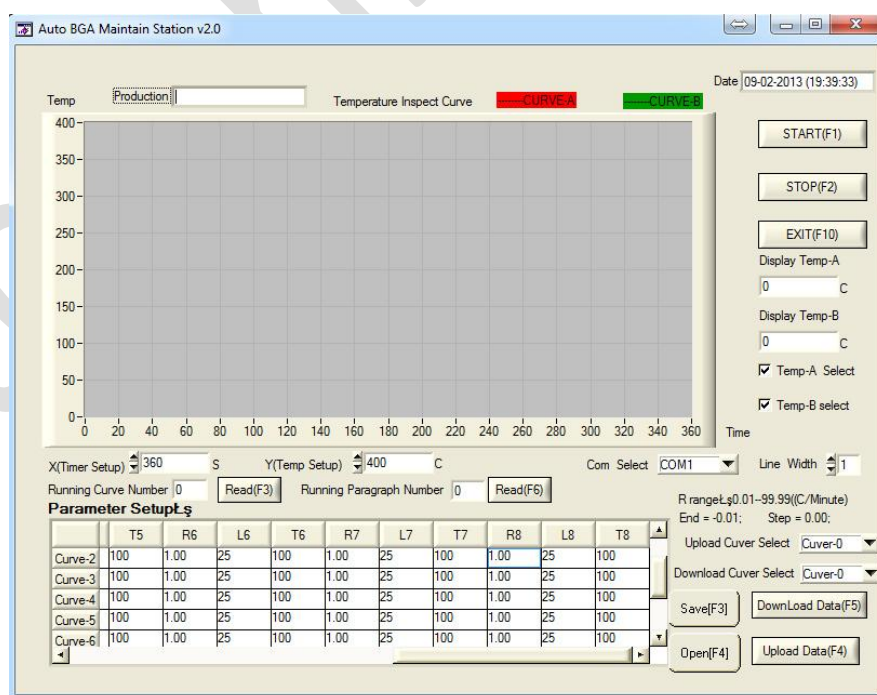 Auto BGA Maintain Station v2.0
Date 09-02-2013 (19:39:33)
Temp Production Temperature Inspect Curve ------CURVE-A ------CURVE-B
400
350
300
250
200
150
100
50
0
0 20 40 60 80 100 120 140 160 180 200 220 240 260 280 300 320 340 360 Time
START(F1)
STOP(F2)
EXIT(F10)
Display Temp-A
0 C
Display Temp-B
0 C
Temp-A Select
Temp-B select
X(Timer Setup) 360 S Y(Temp Setup) 400 C Com Select COM1 Line Width 1
Running Curve Number 0 Read(F3) Running Paragraph Number 0 Read(F6)
Parameter SetupŁş
T5 R6 L6 T6 R7 L7 T7 R8 L8 T8
Curve-2 100 1.00 25 100 1.00 25 100 1.00 25 100
Curve-3 100 1.00 25 100 1.00 25 100 1.00 25 100
Curve-4 100 1.00 25 100 1.00 25 100 1.00 25 100
Curve-5 100 1.00 25 100 1.00 25 100 1.00 25 100
Curve-6 100 1.00 25 100 1.00 25 100 1.00 25 100
R rangeŁş0.01--99.99((C/Minute)
End = -0.01; Step = 0.00;
Upload Cuver Select Cuver-0
Download Cuver Select Cuver-0
Save[F3] DownLoad Data(F5)
Open[F4] Upload Data(F4)